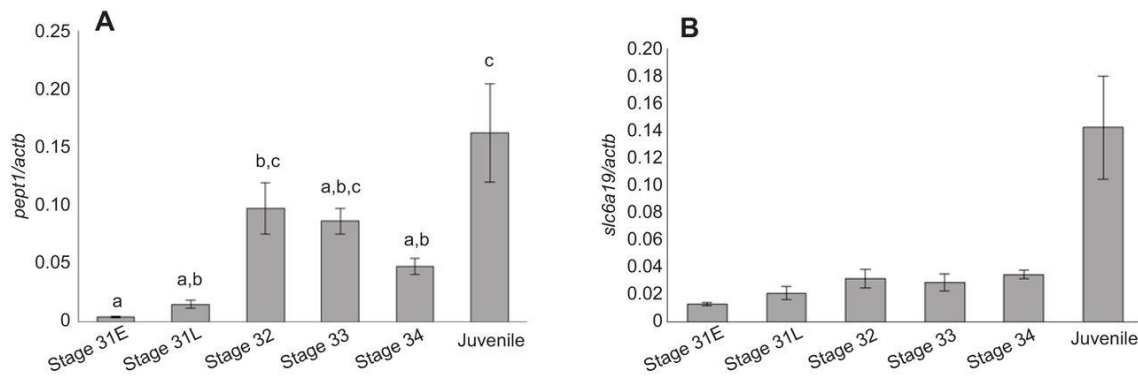 A
pept1/actb
0.25
0.20
0.15
0.10
0.05
0
a
a,b
b,c
a,b,c
a,b
c
Stage 31E
Stage 31L
Stage 32
Stage 33
Stage 34
Juvenile
B
slc6a19/actb
0.20
0.18
0.16
0.14
0.12
0.10
0.08
0.06
0.04
0.02
0
Stage 31E
Stage 31L
Stage 32
Stage 33
Stage 34
Juvenile